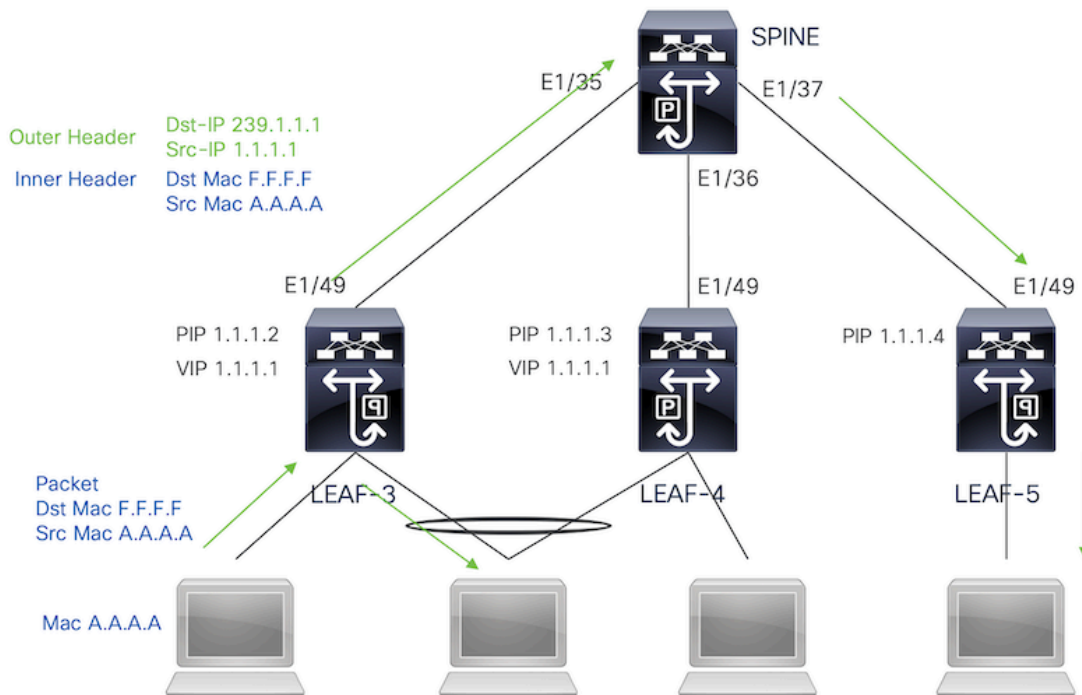 SPINE
E1/35
E1/37
Outer Header
Dst-IP 239.1.1.1
Src-IP 1.1.1.1
Inner Header
Dst Mac F.F.F.F
Src Mac A.A.A.A
P
E1/36
E1/49
E1/49
E1/49
PIP 1.1.1.2
VIP 1.1.1.1
PIP 1.1.1.3
VIP 1.1.1.1
PIP 1.1.1.4
P
P
P
Packet
Dst Mac F.F.F.F
Src Mac A.A.A.A
LEAF-3
LEAF-4
LEAF-5
Mac A.A.A.A